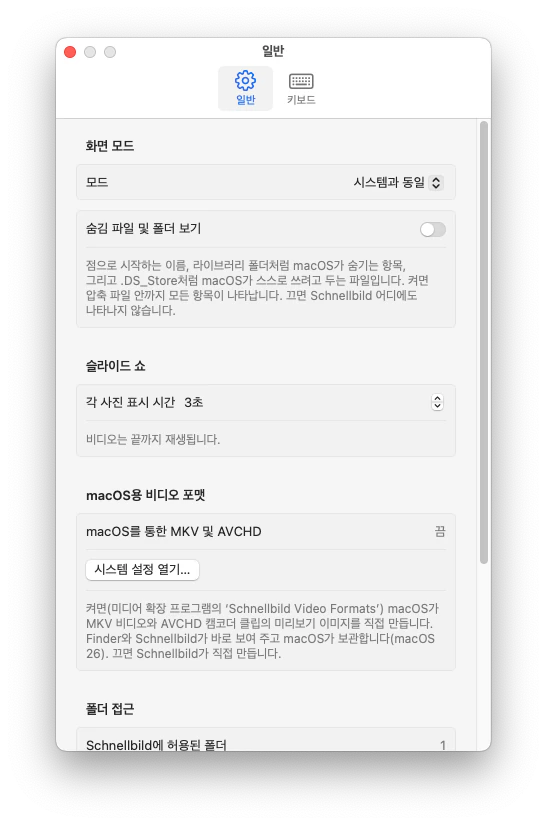 일반
일반
키보드
화면 모드
모드
시스템과 동일
숨김 파일 및 폴더 보기
점으로 시작하는 이름, 라이브러리 폴더처럼 macOS가 숨기는 항목,
그리고 .DS_Store처럼 macOS가 스스로 쓰려고 두는 파일입니다. 켜면
압축 파일 안까지 모든 항목이 나타납니다. 끄면 Schnellbild 어디에도
나타나지 않습니다.
슬라이드 쇼
각 사진 표시 시간 3초
비디오는 끝까지 재생됩니다.
macOS용 비디오 포맷
macOS를 통한 MKV 및 AVCHD
끔
시스템 설정 열기...
켜면(미디어 확장 프로그램의 ‘Schnellbild Video Formats’) macOS가
MKV 비디오와 AVCHD 캠코더 클립의 미리보기 이미지를 직접 만듭니다.
Finder와 Schnellbild가 바로 보여 주고 macOS가 보관합니다(macOS
26). 끄면 Schnellbild가 직접 만듭니다.
폴더 접근
Schnellbild에 허용된 폴더
1